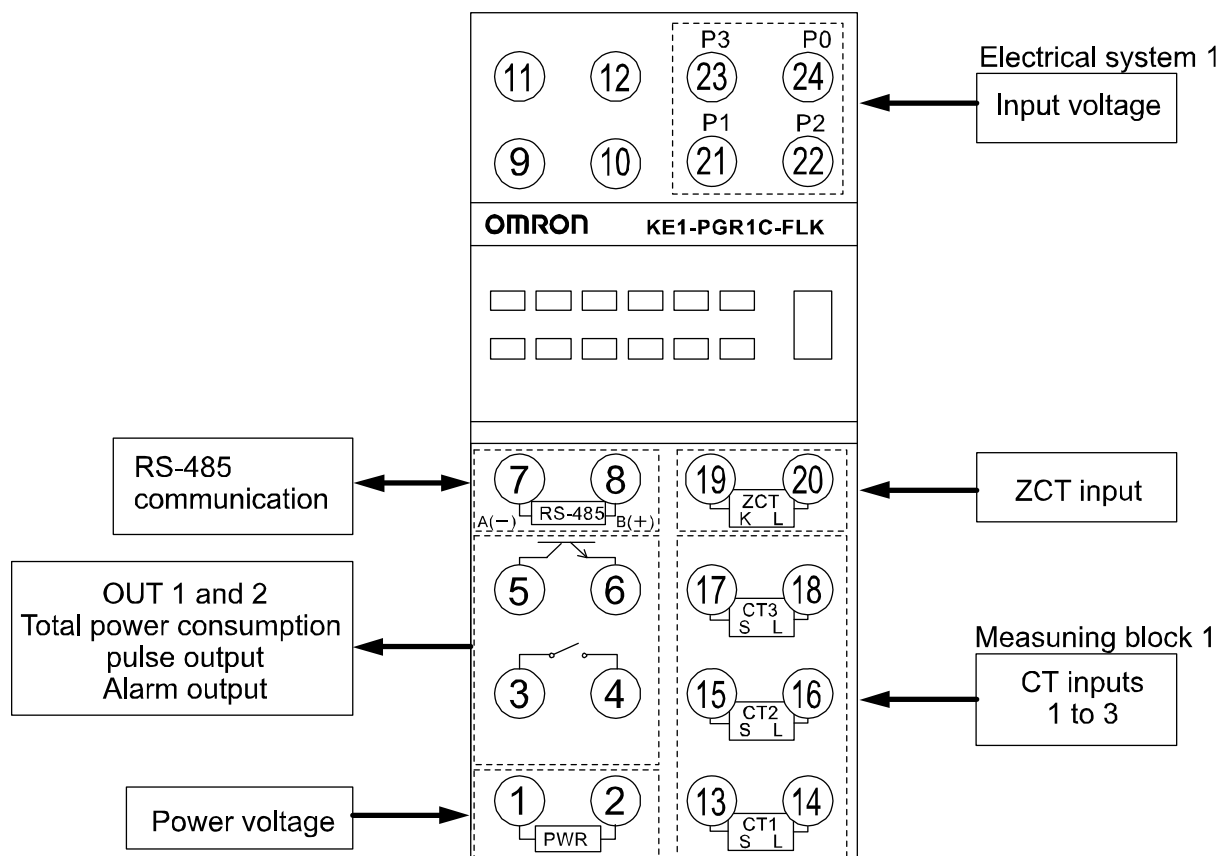 P3 P0
11 12 23 24
Electrical system 1
Input voltage
P1 P2
9 10 21 22
OMRON KE1-PGR1C-FLK
RS-485
communication
7 8
A(−) RS-485 B(+)
19 20
ZCT
K L
ZCT input
OUT 1 and 2
Total power consumption
pulse output
Alarm output
5 6
3 4
17 18
CT3
S L
15 16
CT2
S L
Measuning block 1
CT inputs
1 to 3
Power voltage
1 2
PWR
13 14
CT1
S L